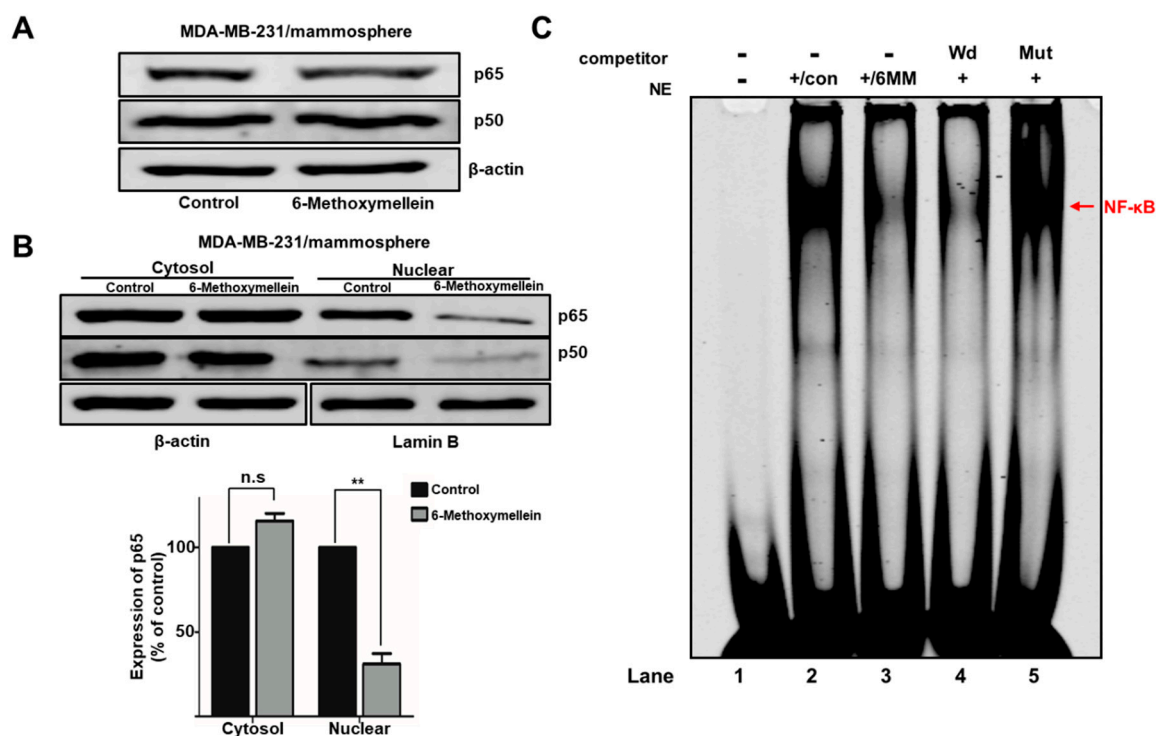 A
MDA-MB-231/mammosphere
p65
p50
β-actin
Control 6-Methoxymellein
B
MDA-MB-231/mammosphere
Cytosol Nuclear
Control 6-Methoxymellein Control 6-Methoxymellein
p65
p50
β-actin Lamin B
n.s **
Control
6-Methoxymellein
Expression of p65
(% of control)
100
50
Cytosol Nuclear
C
competitor - - - Wd Mut
NE - +/con +/6MM + +
NF-κB
Lane 1 2 3 4 5